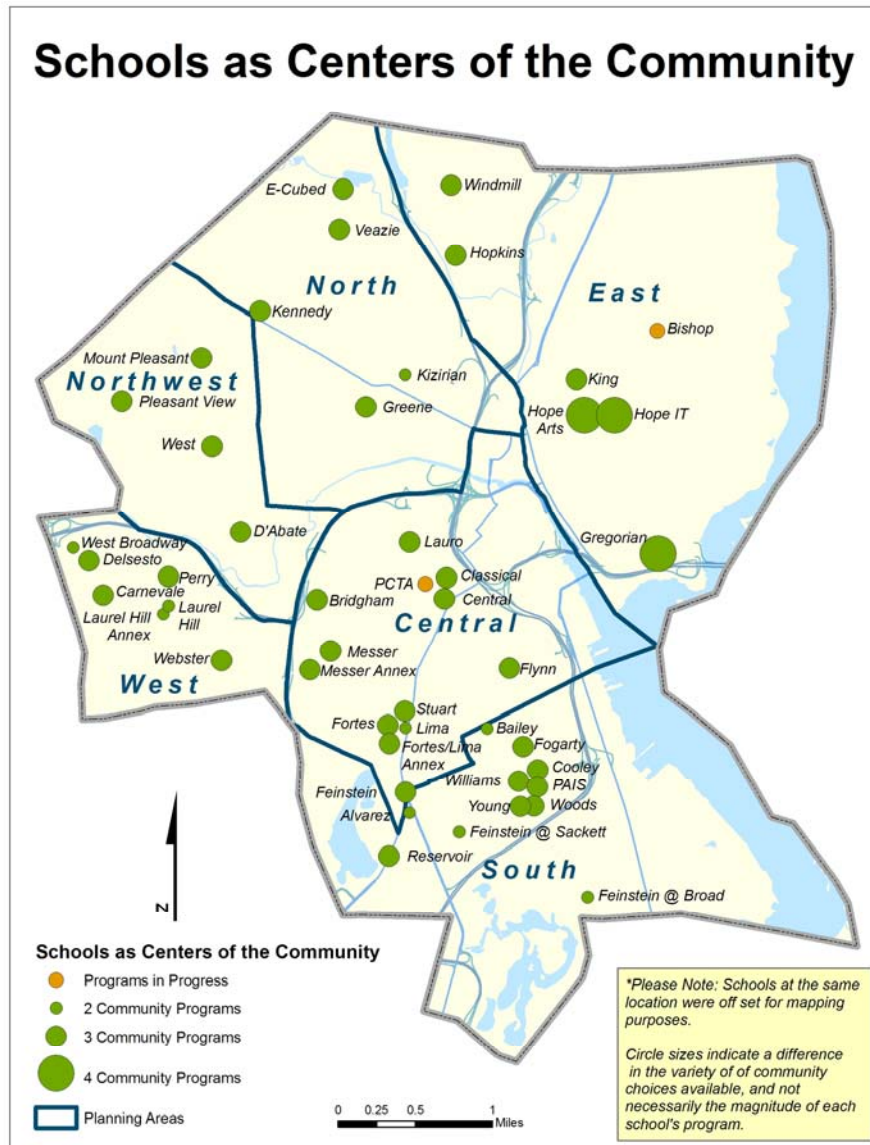 Schools as Centers of the Community
E-Cubed
Windmill
Veazie
Hopkins
North
East
Kennedy
Bishop
Mount Pleasant
Northwest
Kizirian
King
Pleasant View
Greene
Hope
Arts
Hope IT
West
D'Abate
Lauro
Gregorian
West Broadway
Delsesto
Perry
PCTA
Classical
Carnevale
Laurel
Hill
Laurel Hill
Annex
Bridgham
Central
Central
Messer
Webster
Messer Annex
Flynn
West
Stuart
Fortes
Lima
Bailey
Fortes/Lima
Annex
Fogarty
Cooley
Williams
PAIS
Feinstein
Young
Woods
Alvarez
Feinstein @ Sackett
Reservoir
South
Feinstein @ Broad
N
Schools as Centers of the Community
Programs in Progress
2 Community Programs
3 Community Programs
4 Community Programs
Planning Areas
0 0.25 0.5 1
Miles
*Please Note: Schools at the same
location were off set for mapping
purposes.
Circle sizes indicate a difference
in the variety of of community
choices available, and not
necessarily the magnitude of each
school's program.